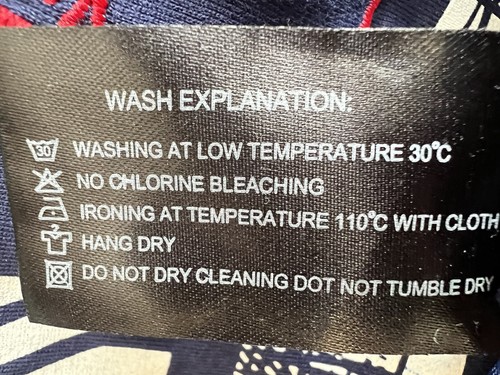 WASH EXPLANATION:
30 WASHING AT LOW TEMPERATURE 30°C
NO CHLORINE BLEACHING
IRONING AT TEMPERATURE 110°C WITH CLOTH
HANG DRY
DO NOT DRY CLEANING DOT NOT TUMBLE DRY